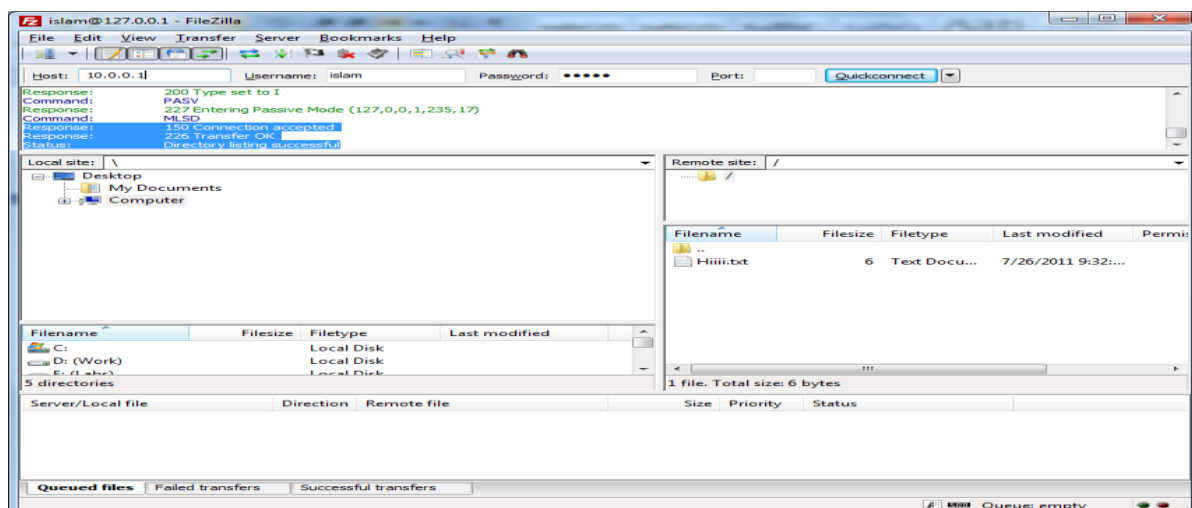 islam@127.0.0.1 - FileZilla
File Edit View Transfer Server Bookmarks Help
Host: 10.0.0.1 Username: islam Password: ●●●●● Port: Quickconnect
Response: 200 Type set to I
Command: PASV
Response: 227 Entering Passive Mode (127,0,0,1,235,17)
Command: MLSD
Response: 150 Connection accepted
Response: 226 Transfer OK
Status: Directory listing successful
Local site: \
Desktop
My Documents
Computer
Filename Filesize Filetype Last modified
C: Local Disk
D: (Work) Local Disk
E: (Labs) Local Disk
5 directories
Remote site: /
/
Filename Filesize Filetype Last modified Permis
..
Hiiii.txt 6 Text Docu... 7/26/2011 9:32:...
1 file. Total size: 6 bytes
Server/Local file Direction Remote file Size Priority Status
Queued files Failed transfers Successful transfers
Queue: empty